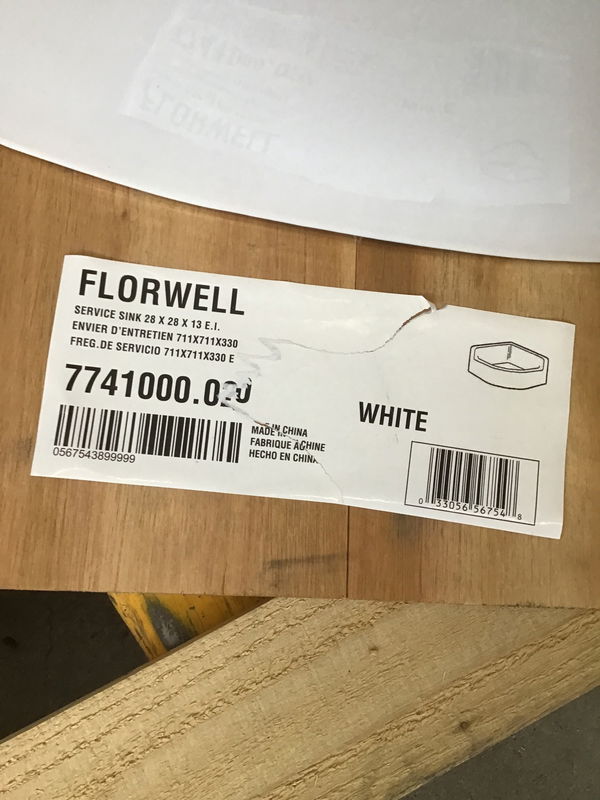 FLORWELL
SERVICE SINK 28 X 28 X 13 E.I.
ENVIER D'ENTRETIEN 711X711X330
FREG.DE SERVICIO 711X711X330 E
7741000.020
WHITE
MADE IN CHINA
FABRIQUE ACHINE
HECHO EN CHINA
0567543899999
0 33056 56754 8